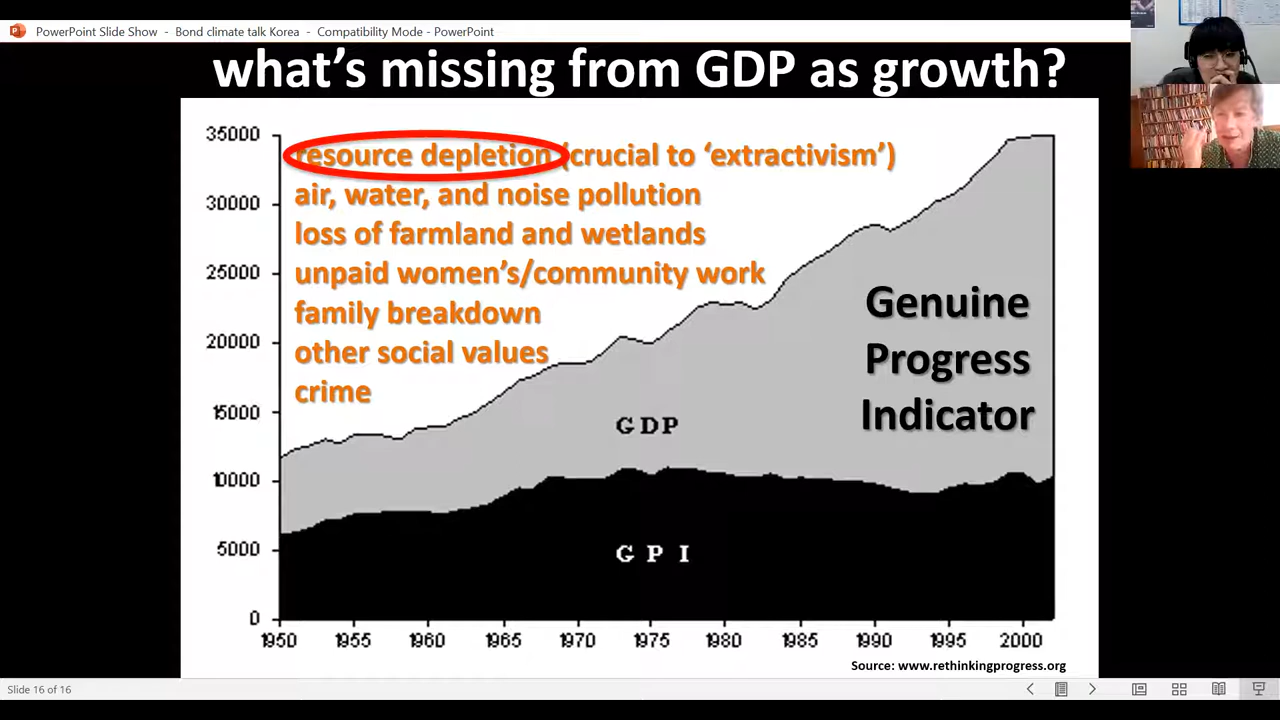 PowerPoint Slide Show - Bond climate talk Korea - Compatibility Mode - PowerPoint
what's missing from GDP as growth?
35000
30000
25000
20000
15000
10000
5000
0
resource depletion (crucial to ‘extractivism’)
air, water, and noise pollution
loss of farmland and wetlands
unpaid women’s/community work
family breakdown
other social values
crime
Genuine
Progress
Indicator
GDP
GPI
1950 1955 1960 1965 1970 1975 1980 1985 1990 1995 2000
Source: www.rethinkingprogress.org
Slide 16 of 16